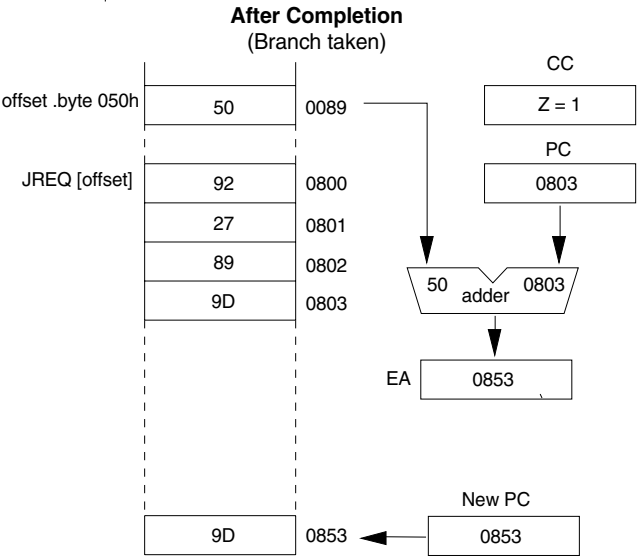 After Completion
(Branch taken)
CC
offset .byte 050h 50 0089 Z = 1
PC
JREQ [offset] 92 0800 0803
27 0801
89 0802
9D 0803
50 adder 0803
EA 0853
New PC
9D 0853 0853